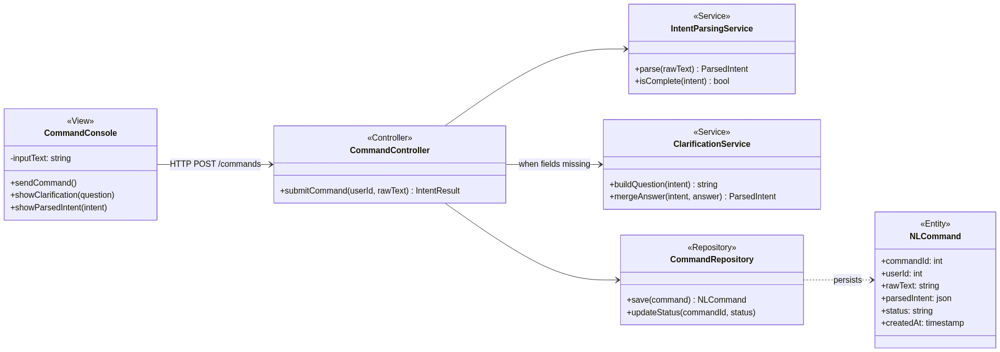 «View»
CommandConsole
-inputText: string
+sendCommand()
+showClarification(question)
+showParsedIntent(intent)
HTTP POST /commands
«Controller»
CommandController
+submitCommand(userId, rawText) : IntentResult
when fields missing
«Service»
IntentParsingService
+parse(rawText) : ParsedIntent
+isComplete(intent) : bool
«Service»
ClarificationService
+buildQuestion(intent) : string
+mergeAnswer(intent, answer) : ParsedIntent
«Repository»
CommandRepository
+save(command) : NLCommand
+updateStatus(commandId, status)
persists
«Entity»
NLCommand
+commandId: int
+userId: int
+rawText: string
+parsedIntent: json
+status: string
+createdAt: timestamp